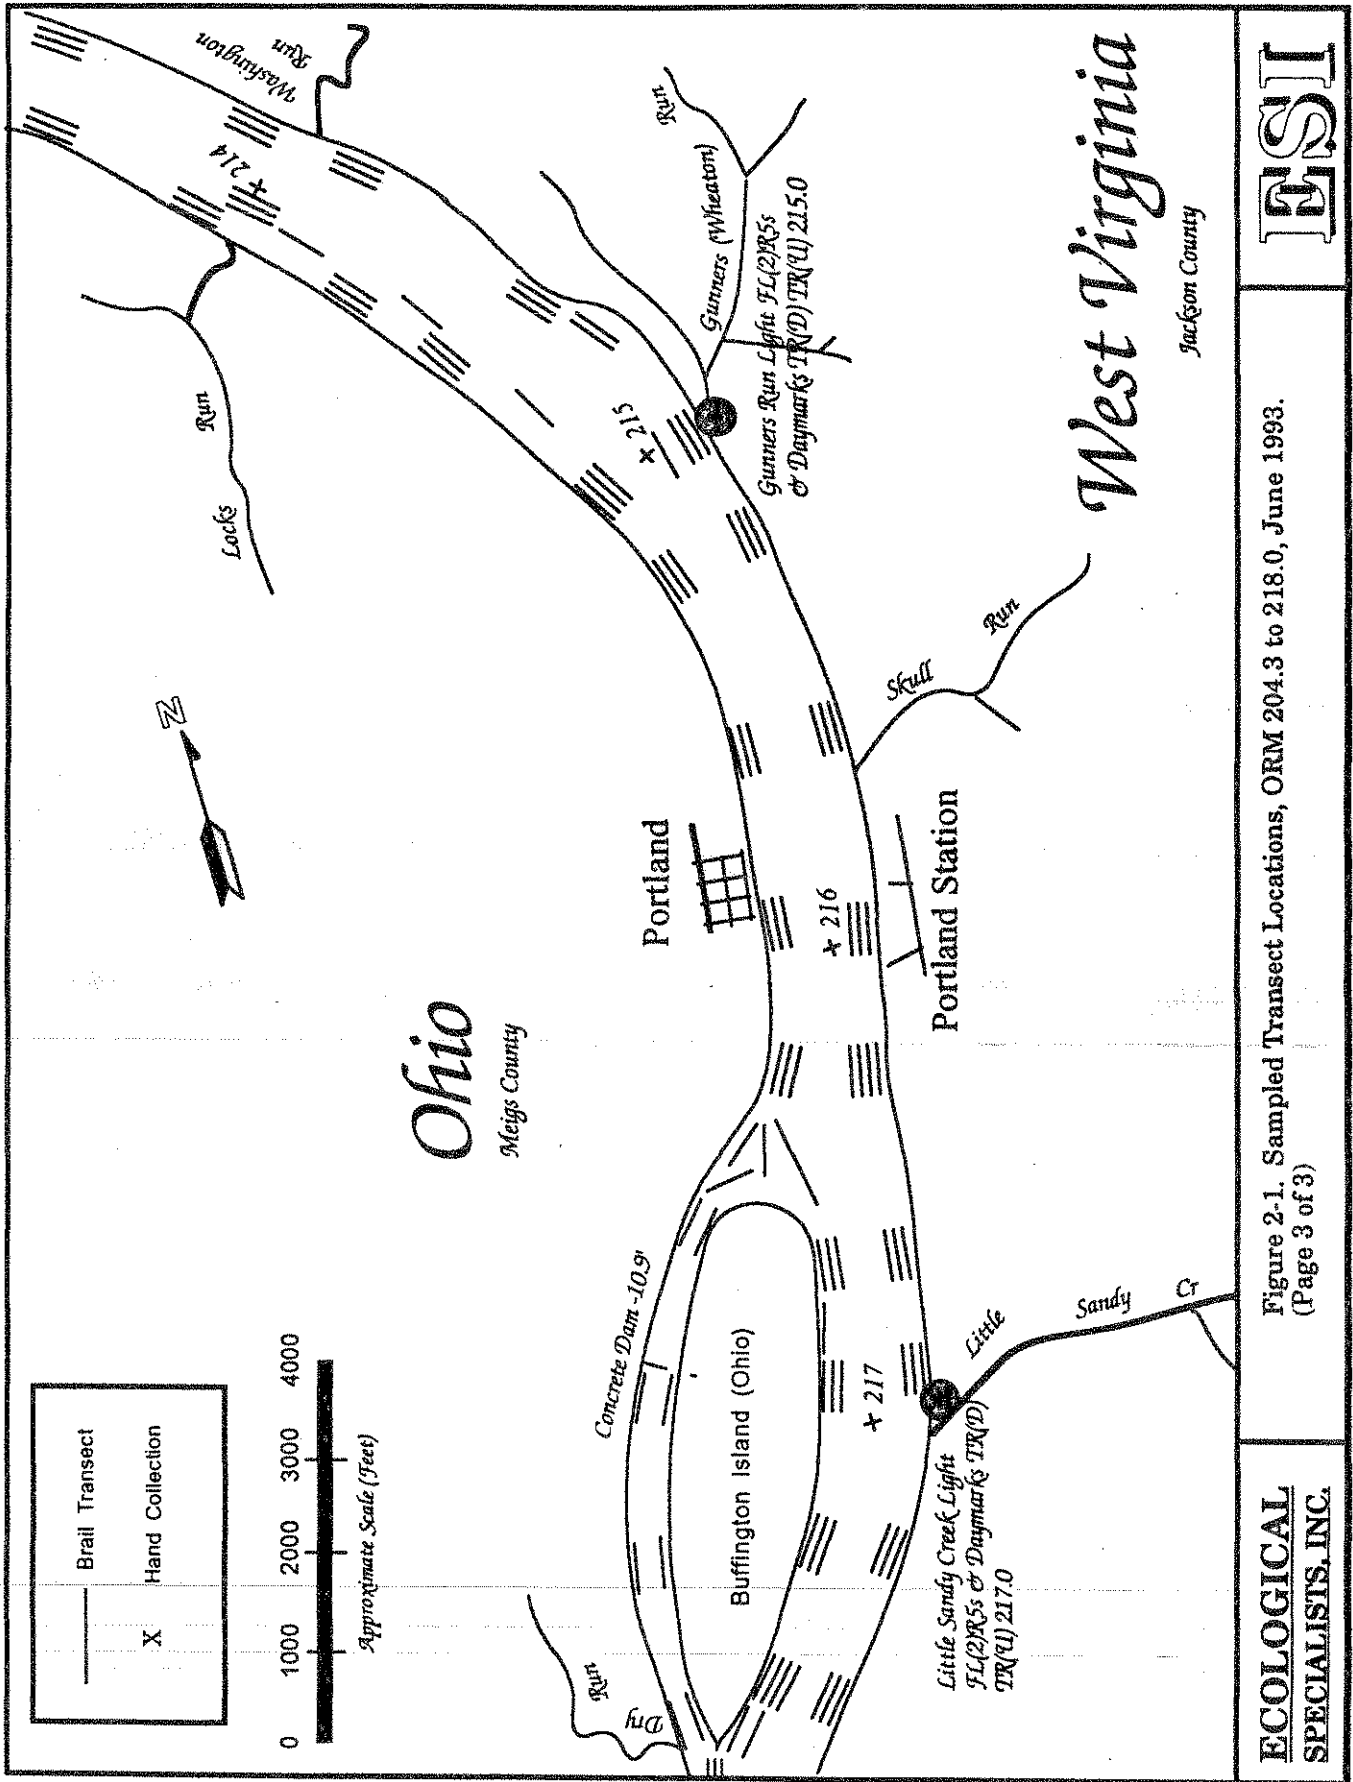 Brail Transect
X Hand Collection
0 1000 2000 3000 4000
Approximate Scale (Feet)
Ohio
Meigs County
N
Locks
Run
Washington
Run
+ 214
Dry
Run
Concrete Dam -10.9'
Buffington Island (Ohio)
Portland
× 215
Gunners (Wheaton)
Run
Gunners Run Light FL(2)R5s
& Daymarks TR(D) TR(U) 215.0
+ 217
+ 216
Little Sandy Creek Light
FL(2)R5s & Daymarks TR(D)
TR(U) 217.0
Little
Sandy
Cr
Portland Station
Skull
Run
West Virginia
Jackson County
ECOLOGICAL
SPECIALISTS, INC.
Figure 2-1. Sampled Transect Locations, ORM 204.3 to 218.0, June 1993.
(Page 3 of 3)
ESI